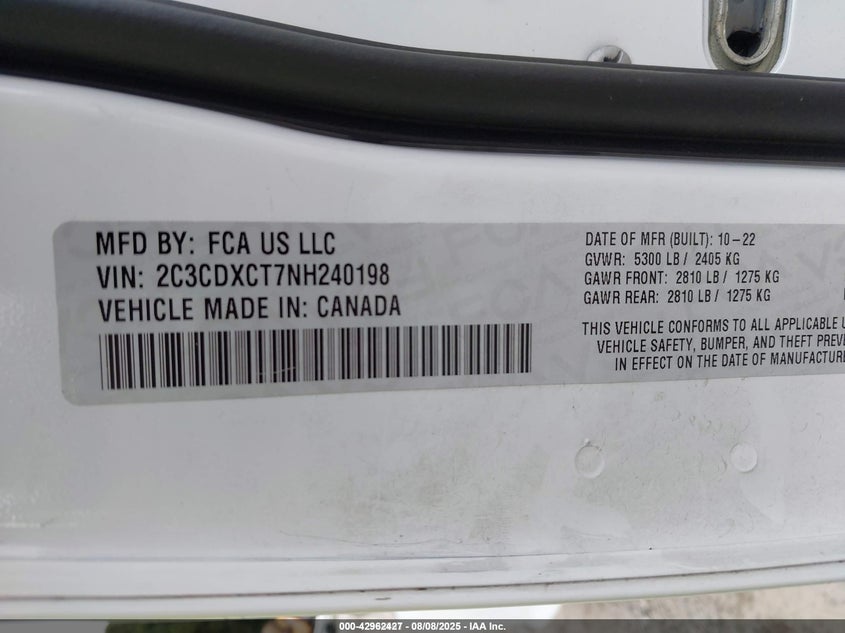 MFD BY: FCA US LLC
VIN: 2C3CDXCT7NH240198
VEHICLE MADE IN: CANADA
DATE OF MFR (BUILT): 10-22
GVWR: 5300 LB / 2405 KG
GAWR FRONT: 2810 LB / 1275 KG
GAWR REAR: 2810 LB / 1275 KG
THIS VEHICLE CONFORMS TO ALL APPLICABLE
VEHICLE SAFETY, BUMPER, AND THEFT PREVE
IN EFFECT ON THE DATE OF MANUFACTURE
000-42962427 - 08/08/2025 - IAA Inc.